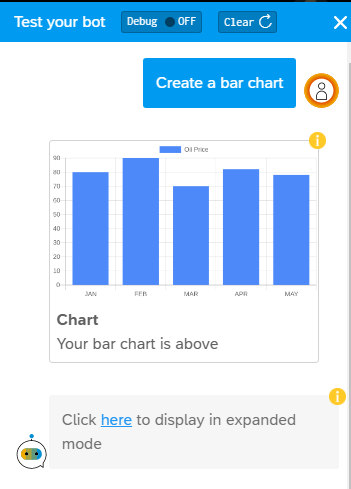 Test your bot Debug OFF Clear
Create a bar chart
Oil Price
90
80
70
60
50
40
30
20
10
0
JAN FEB MAR APR MAY
Chart
Your bar chart is above
Click here to display in expanded
mode